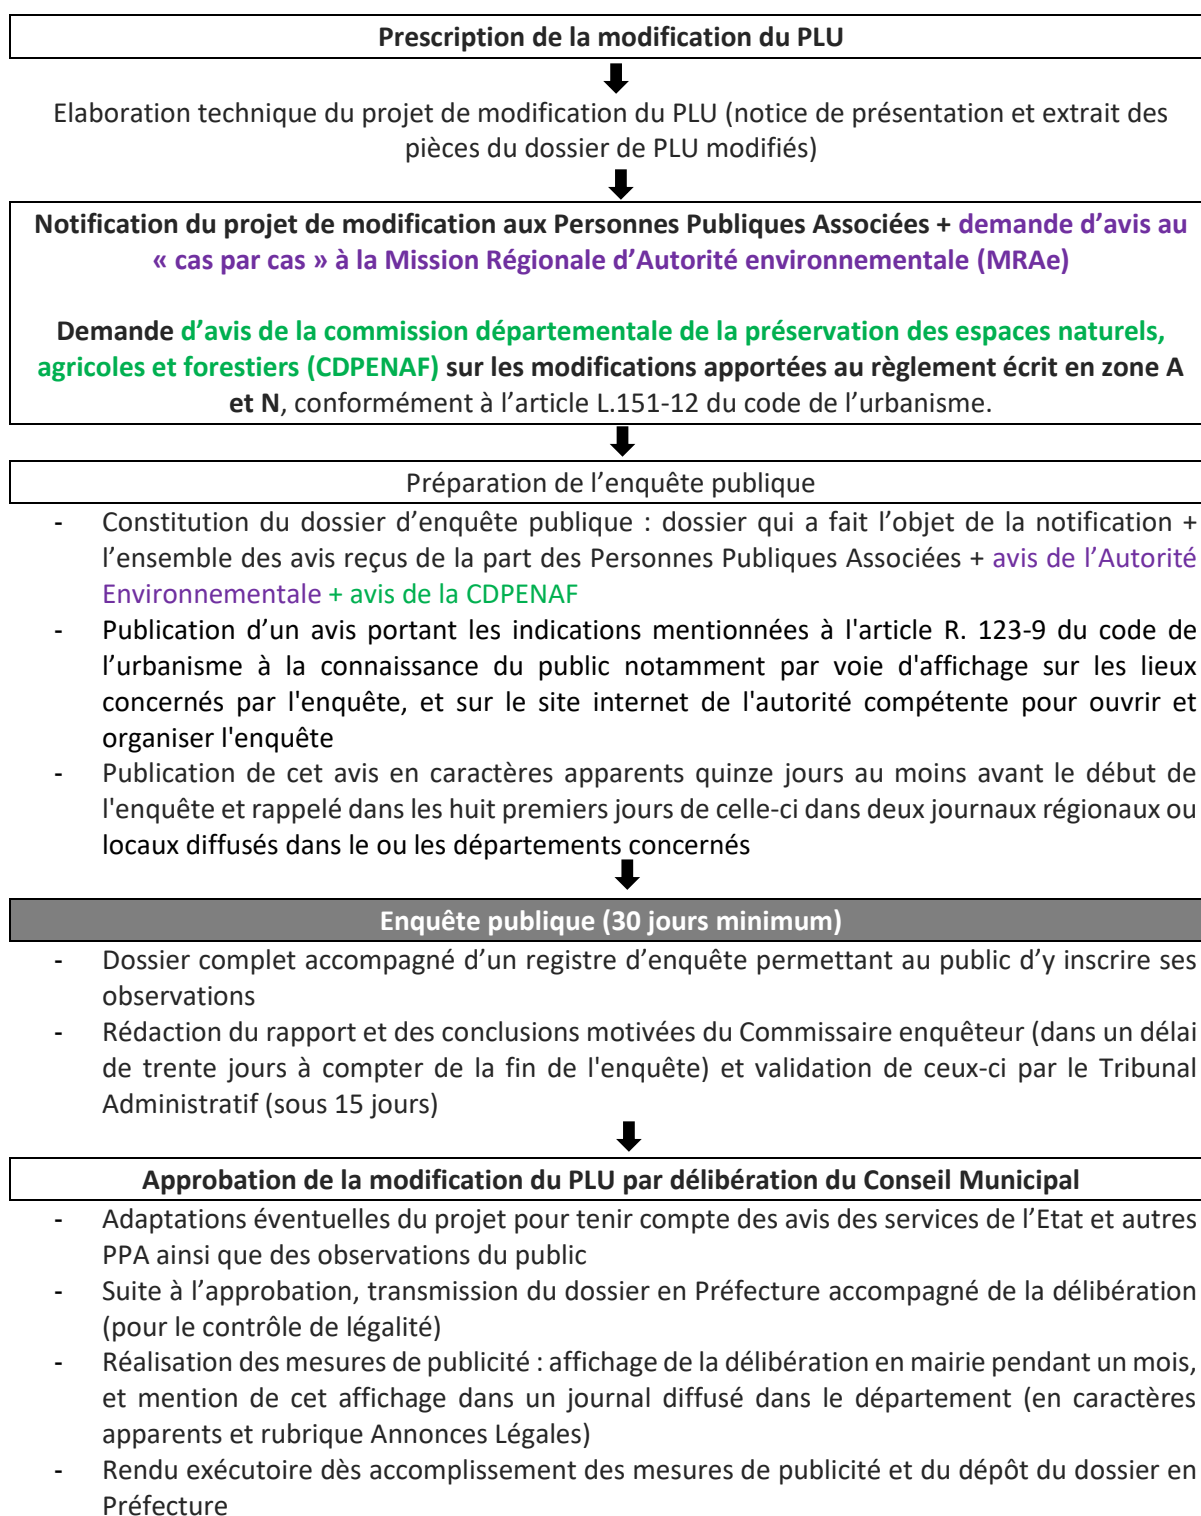 Prescription de la modification du PLU
Elaboration technique du projet de modification du PLU (notice de présentation et extrait des
pièces du dossier de PLU modifiés)
Notification du projet de modification aux Personnes Publiques Associées + demande d’avis au
« cas par cas » à la Mission Régionale d’Autorité environnementale (MRAe)
Demande d’avis de la commission départementale de la préservation des espaces naturels,
agricoles et forestiers (CDPENAF) sur les modifications apportées au règlement écrit en zone A
et N, conformément à l’article L.151-12 du code de l’urbanisme.
Préparation de l’enquête publique
- Constitution du dossier d’enquête publique : dossier qui a fait l’objet de la notification +
l’ensemble des avis reçus de la part des Personnes Publiques Associées + avis de l’Autorité
Environnementale + avis de la CDPENAF
- Publication d’un avis portant les indications mentionnées à l'article R. 123-9 du code de
l’urbanisme à la connaissance du public notamment par voie d'affichage sur les lieux
concernés par l'enquête, et sur le site internet de l'autorité compétente pour ouvrir et
organiser l'enquête
- Publication de cet avis en caractères apparents quinze jours au moins avant le début de
l'enquête et rappelé dans les huit premiers jours de celle-ci dans deux journaux régionaux ou
locaux diffusés dans le ou les départements concernés
Enquête publique (30 jours minimum)
- Dossier complet accompagné d’un registre d’enquête permettant au public d’y inscrire ses
observations
- Rédaction du rapport et des conclusions motivées du Commissaire enquêteur (dans un délai
de trente jours à compter de la fin de l'enquête) et validation de ceux-ci par le Tribunal
Administratif (sous 15 jours)
Approbation de la modification du PLU par délibération du Conseil Municipal
- Adaptations éventuelles du projet pour tenir compte des avis des services de l’Etat et autres
PPA ainsi que des observations du public
- Suite à l’approbation, transmission du dossier en Préfecture accompagné de la délibération
(pour le contrôle de légalité)
- Réalisation des mesures de publicité : affichage de la délibération en mairie pendant un mois,
et mention de cet affichage dans un journal diffusé dans le département (en caractères
apparents et rubrique Annonces Légales)
- Rendu exécutoire dès accomplissement des mesures de publicité et du dépôt du dossier en
Préfecture